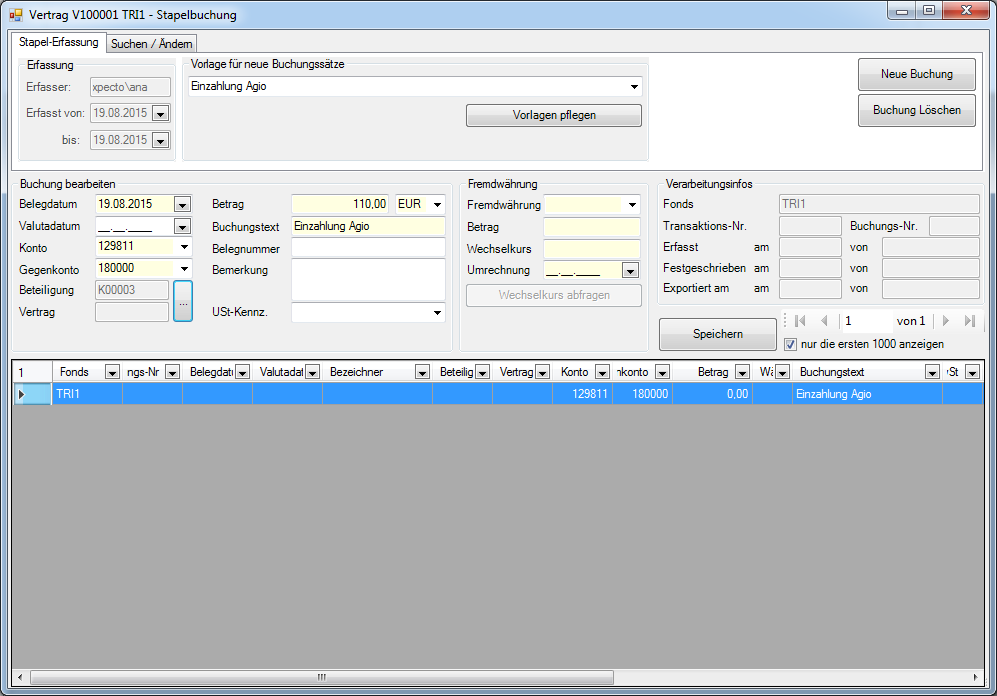 Vertrag V100001 TRI1 - Stapelbuchung
Stapel-Erfassung Suchen / Ändern
Erfassung Vorlage für neue Buchungssätze
Erfasser: xpecto\ana Einzahlung Agio Neue Buchung
Erfasst von: 19.08.2015 Vorlagen pflegen Buchung Löschen
bis: 19.08.2015
Buchung bearbeiten Fremdwährung Verarbeitungsinfos
Belegdatum 19.08.2015 Betrag 110,00 EUR Fremdwährung Fonds TRI1
Valutadatum __.__.____ Buchungstext Einzahlung Agio Betrag Transaktions-Nr. Buchungs-Nr.
Konto 129811 Belegnummer Wechselkurs Erfasst am von
Gegenkonto 180000 Bemerkung Umrechnung __.__.____ Festgeschrieben am von
Beteiligung K00003 ... Wechselkurs abfragen Exportiert am am von
Vertrag USt-Kennz.
Speichern 1 von 1
nur die ersten 1000 anzeigen
1 Fonds ngs-Nr Belegdatu Valutadat Bezeichner Beteilig Vertrag Konto nkonto Betrag Wä Buchungstext St
TRI1 129811 180000 0,00 Einzahlung Agio